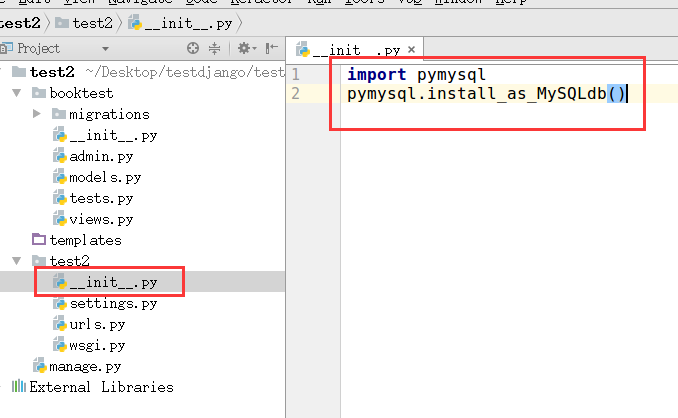 test2 test2 __init__.py
Project
__init__.py ×
test2 ~/Desktop/testdjango/test
booktest
migrations
__init__.py
admin.py
models.py
tests.py
views.py
templates
test2
__init__.py
settings.py
urls.py
wsgi.py
manage.py
External Libraries
1 import pymysql
2 pymysql.install_as_MySQLdb()